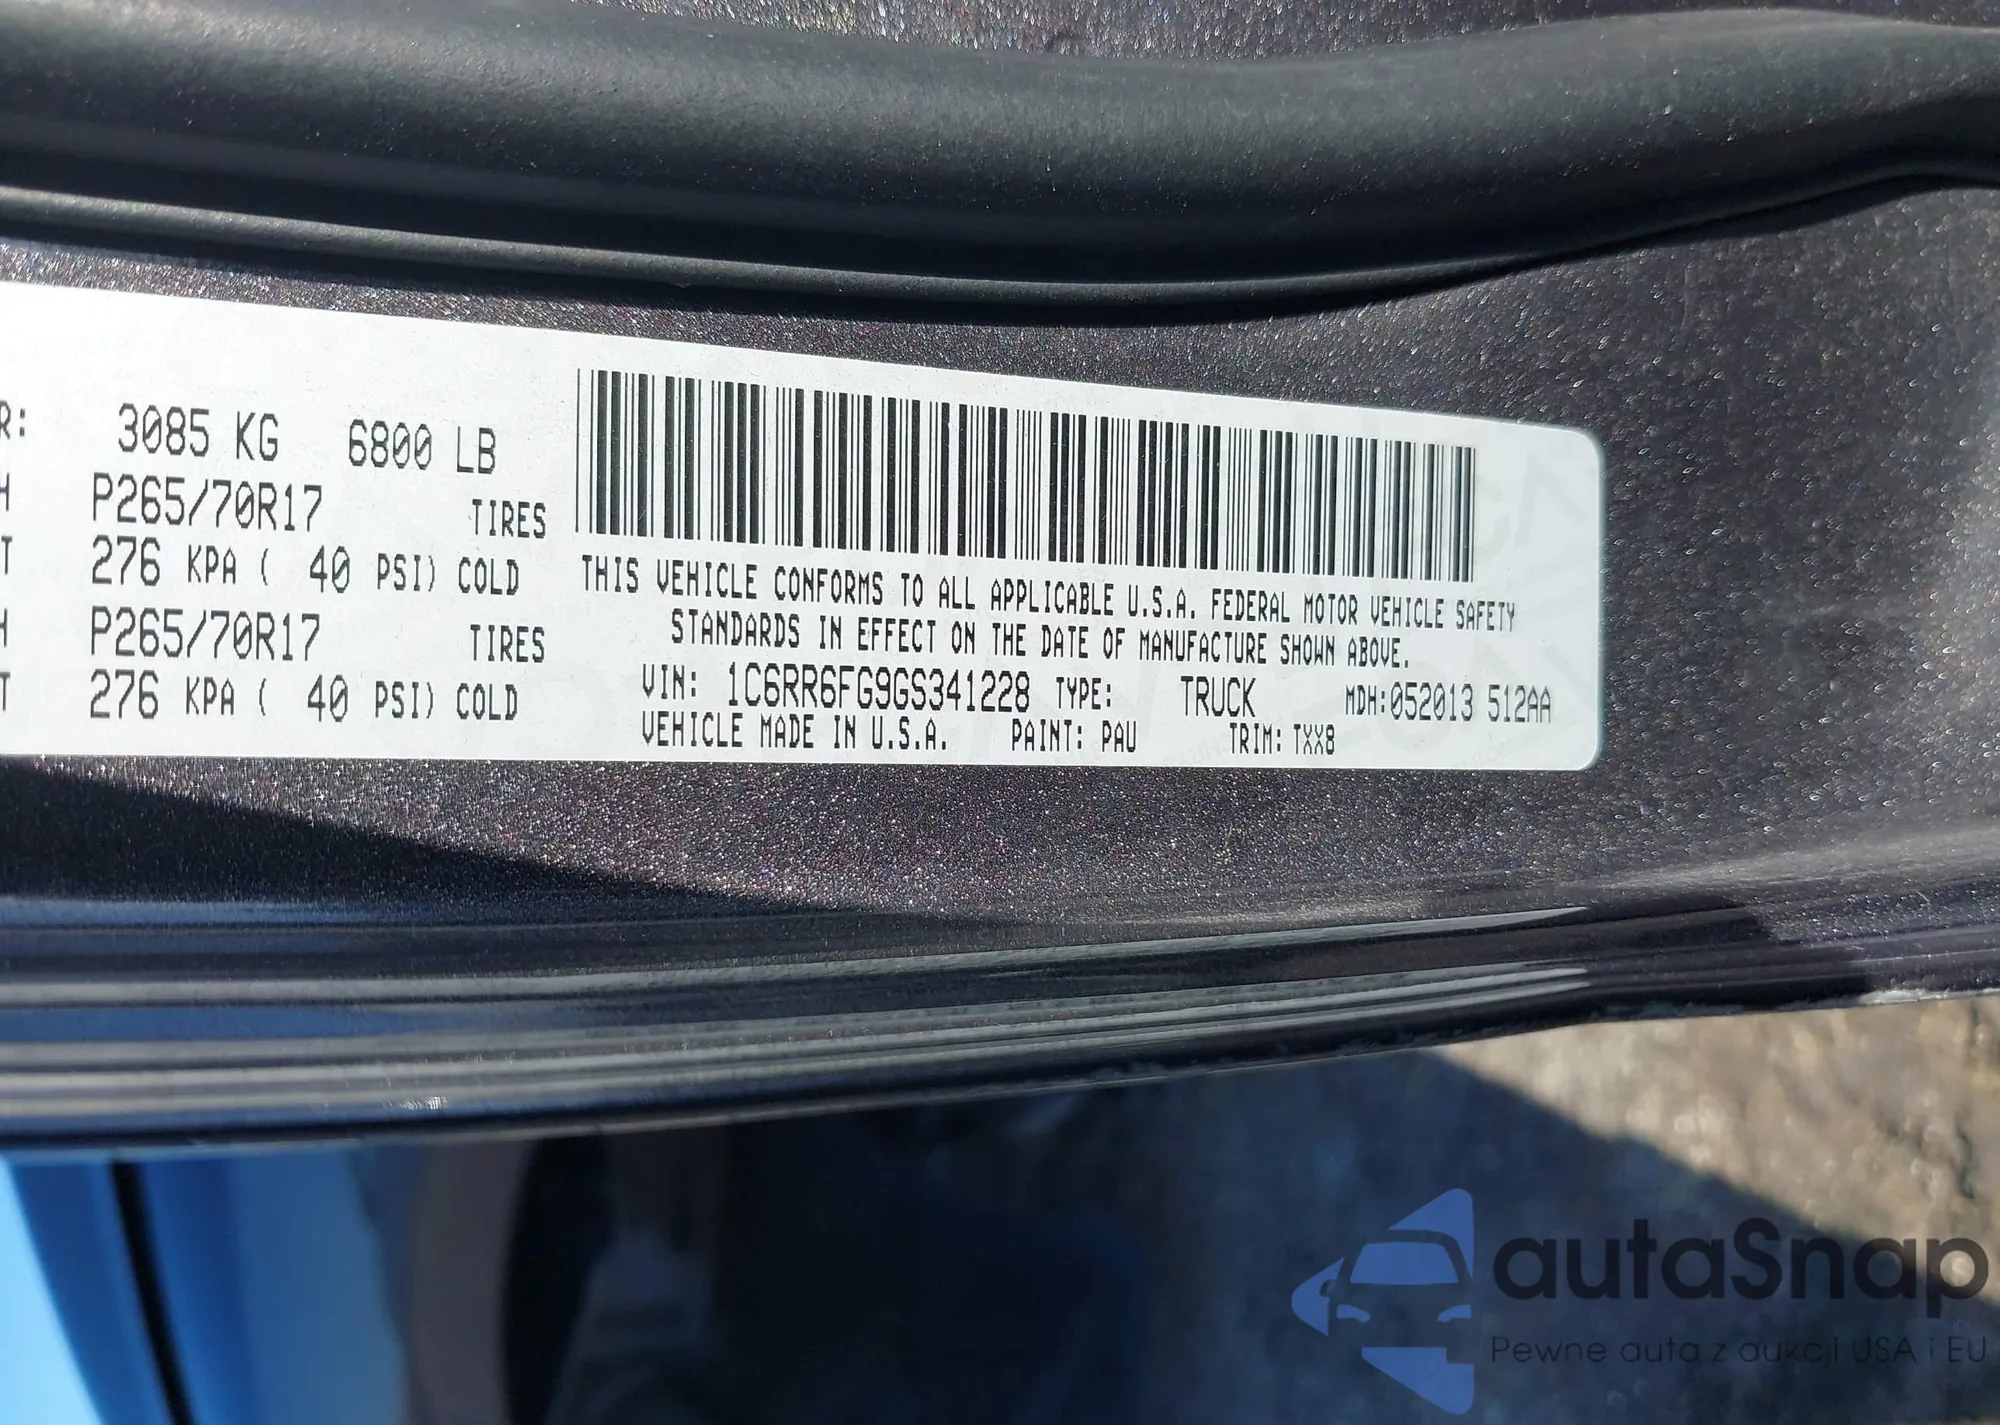 R: 3085 KG 6800 LB
H P265/70R17 TIRES
T 276 KPA ( 40 PSI) COLD
H P265/70R17 TIRES
T 276 KPA ( 40 PSI) COLD
THIS VEHICLE CONFORMS TO ALL APPLICABLE U.S.A. FEDERAL MOTOR VEHICLE SAFETY
STANDARDS IN EFFECT ON THE DATE OF MANUFACTURE SHOWN ABOVE.
VIN: 1C6RR6FG9GS341228 TYPE: TRUCK MDH:052013 512AA
VEHICLE MADE IN U.S.A. PAINT: PAU TRIM: TXX8
autaSnap
Pewne auta z aukcji USA i EU